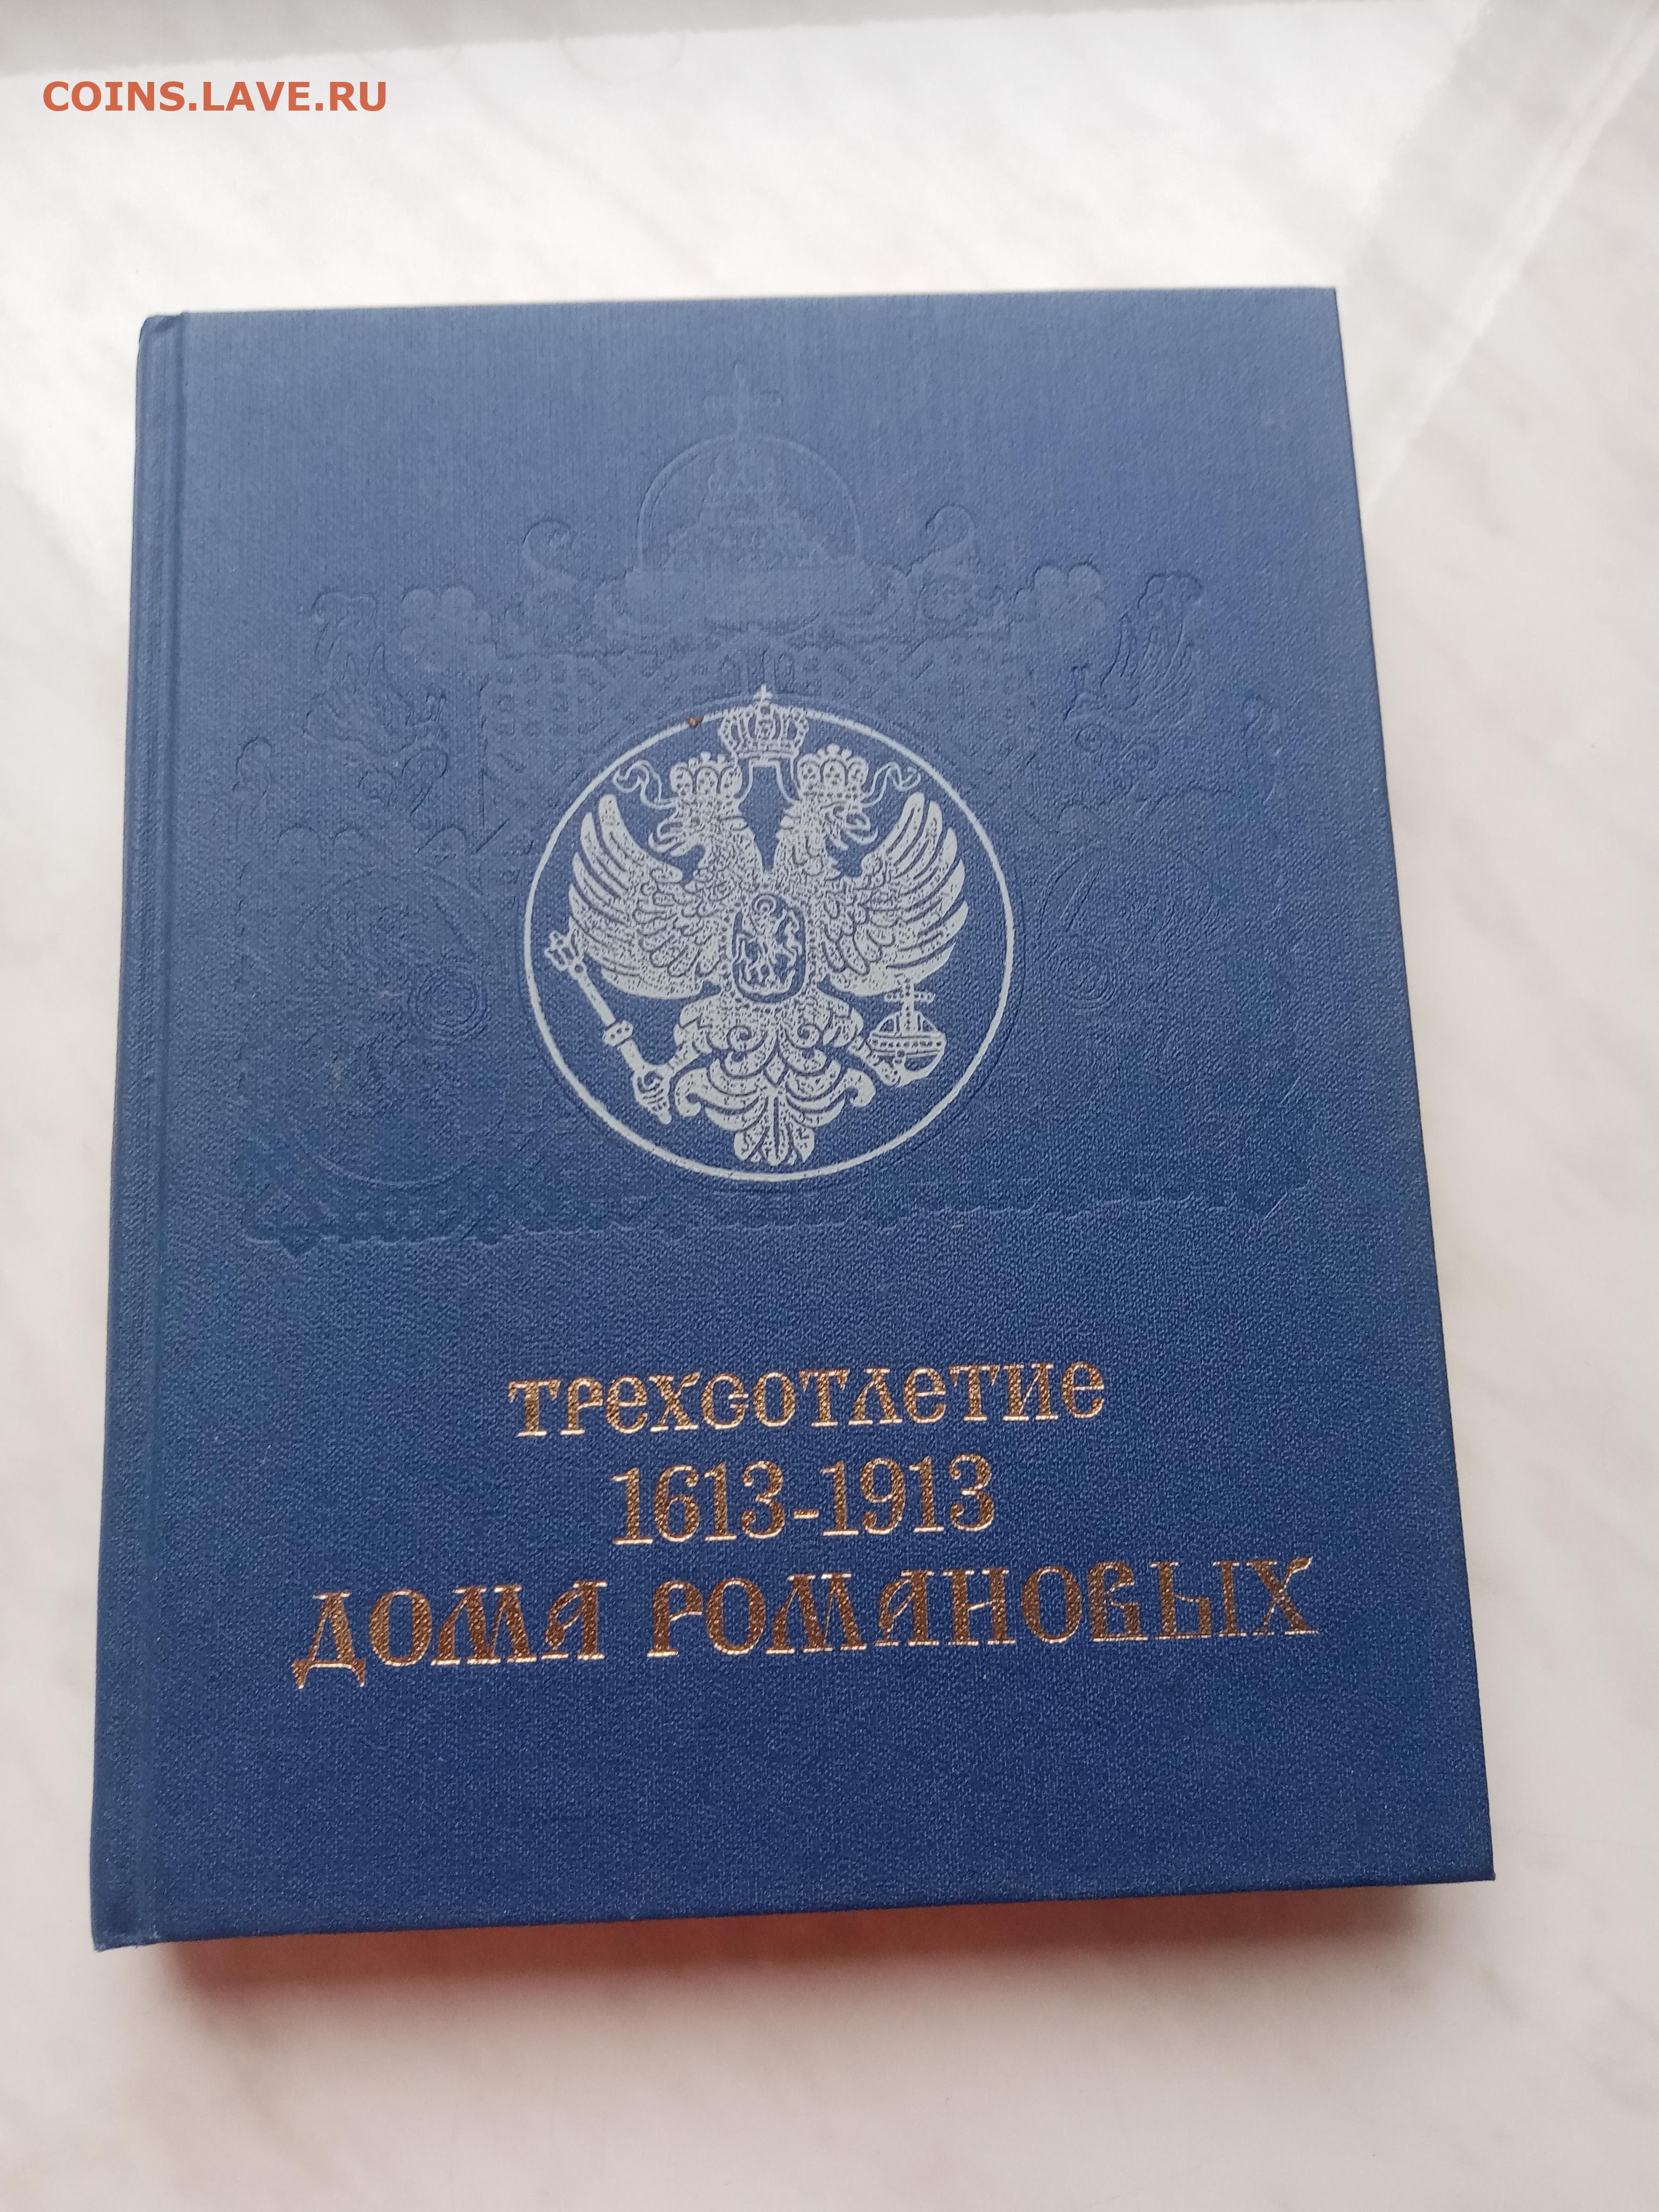 COINS.LAVE.RU
ТРЕХСОТЛЕТИЕ
1613-1913
ДОМА РОМАНОВЫХ